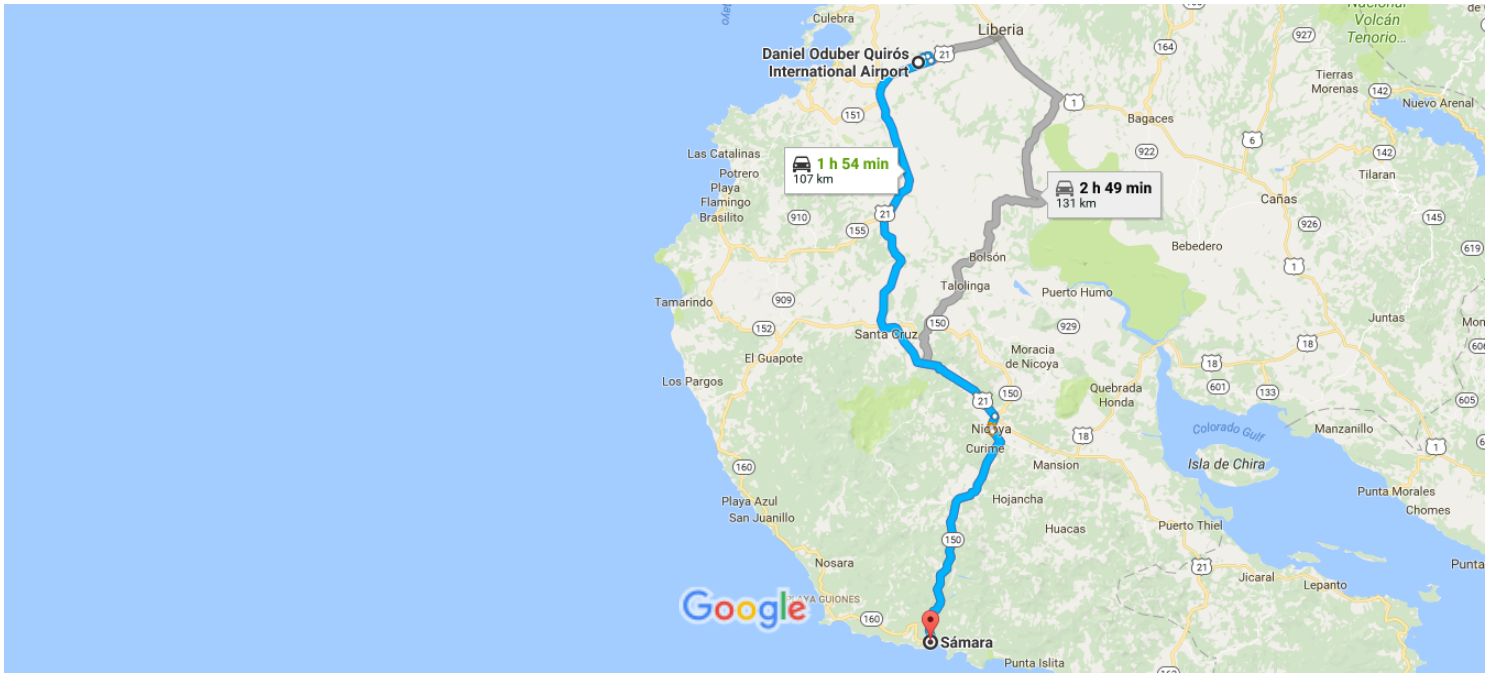 Culebra
Liberia
Nacional
Volcán
Tenorio...
Daniel Oduber Quirós
International Airport
21
164
927
Tierras
Morenas
142
Nuevo Arenal
1
151
Bagaces
6
922
142
Tilaran
Las Catalinas
1 h 54 min
107 km
2 h 49 min
131 km
Potrero
Playa
Flamingo
Brasilito
910
21
155
Cañas
145
926
619
Bebedero
Bolsón
1
Talolinga
Puerto Humo
Tamarindo
909
152
Santa Cruz
150
929
Juntas
18
Moracia
de Nicoya
El Guapote
18
601
133
Los Pargos
Quebrada
Honda
21
150
605
Nicoya
18
Colorado Gulf
Manzanillo
1
Curime
Mansion
Isla de Chira
160
Playa Azul
San Juanillo
Hojancha
Huacas
Punta Morales
Chomes
Puerto Thiel
150
Nosara
21
Jicaral
Lepanto
Punta
Google
PLAYA GUIONES
160
Sámara
Punta Islita